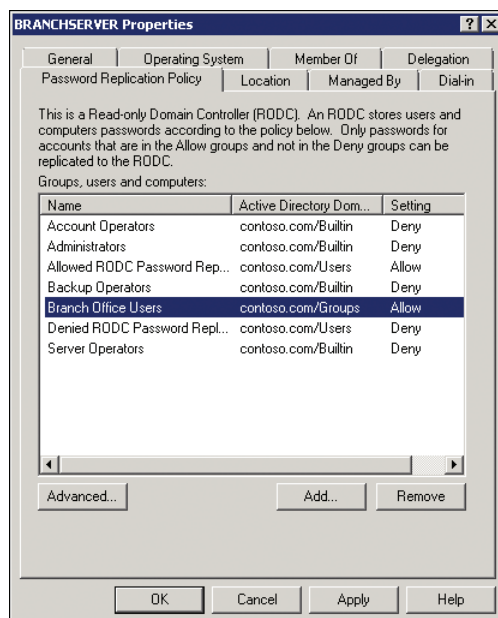 BRANCHSERVER Properties
General Operating System Member Of Delegation
Password Replication Policy Location Managed By Dial-in
This is a Read-only Domain Controller (RODC). An RODC stores users and
computers passwords according to the policy below. Only passwords for
accounts that are in the Allow groups and not in the Deny groups can be
replicated to the RODC.
Groups, users and computers:
Name Active Directory Dom... Setting
Account Operators contoso.com/Builtin Deny
Administrators contoso.com/Builtin Deny
Allowed RODC Password Rep... contoso.com/Users Allow
Backup Operators contoso.com/Builtin Deny
Branch Office Users contoso.com/Groups Allow
Denied RODC Password Repl... contoso.com/Users Deny
Server Operators contoso.com/Builtin Deny
Advanced... Add... Remove
OK Cancel Apply Help